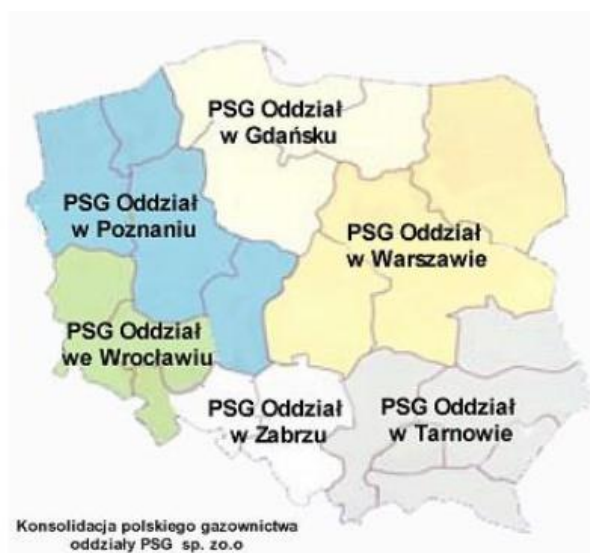 PSG Oddział
w Gdańsku
PSG Oddział
w Poznaniu
PSG Oddział
w Warszawie
PSG Oddział
we Wrocławiu
PSG Oddział
w Zabrzu
PSG Oddział
w Tarnowie
Konsolidacja polskiego gazownictwa
oddziały PSG sp. zo.o